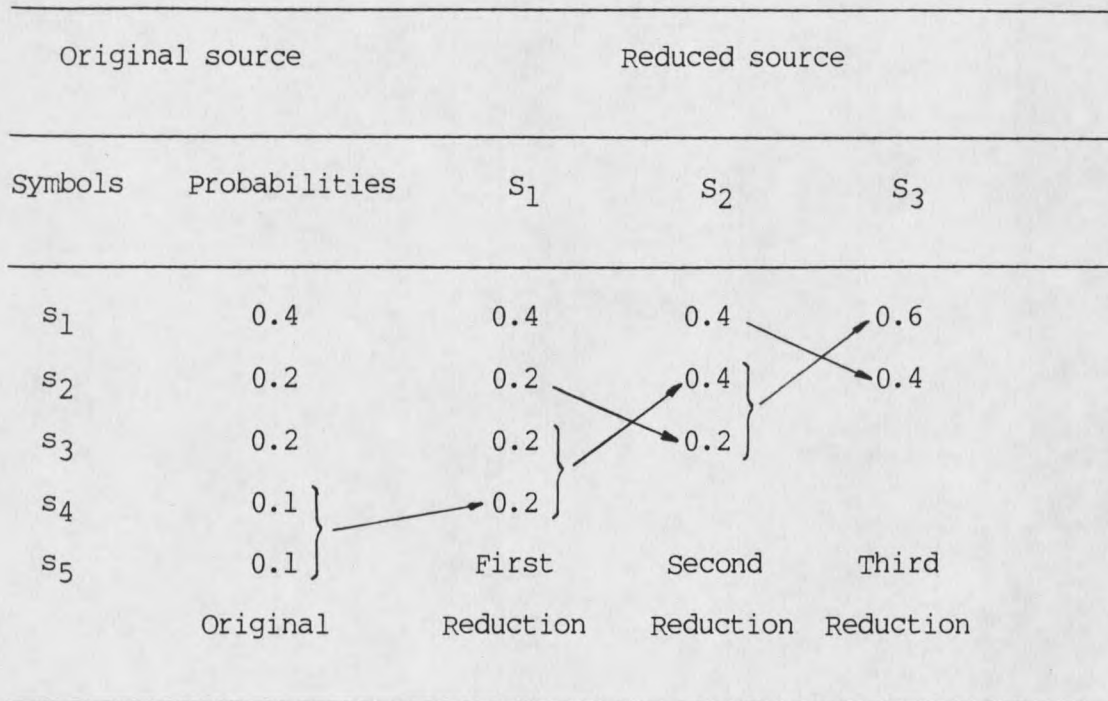 Original source Reduced source
Symbols Probabilities S1 S2 S3
s1 0.4 0.4 0.4 0.6
s2 0.2 0.2 0.4 0.4
s3 0.2 0.2 0.2
s4 0.1 0.2
s5 0.1 First Second Third
Original Reduction Reduction Reduction